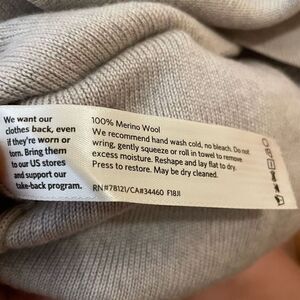 We want our
clothes back, even
if they're worn or
torn. Bring them
to our US stores
and support our
take-back program.
100% Merino Wool
We recommend hand wash cold, no bleach. Do not
wring, gently squeeze or roll in towel to remove
excess moisture. Reshape and lay flat to dry.
Press to restore. May be dry cleaned.
RN#78121/CA#34460 F18JI